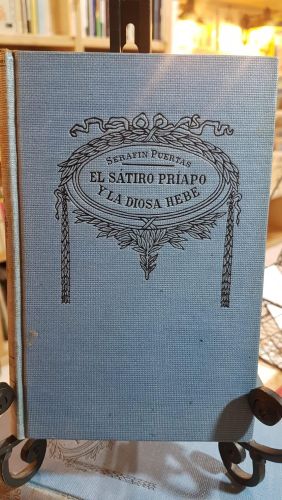 SERAFIN PUERTAS
EL SÁTIRO PRÍAPO
Y LA DIOSA HEBE